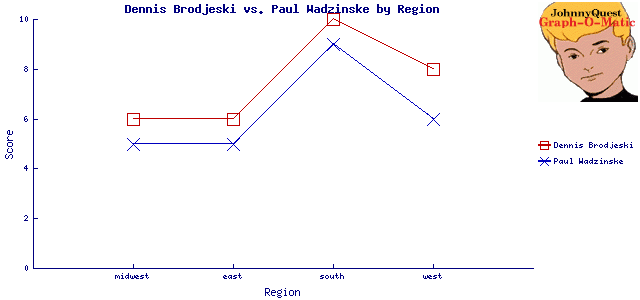 Dennis Brodjeski vs. Paul Wadzinske by Region
JohnnyQuest
Graph-O-Matic
10
8
6
4
2
0
Score
midwest east south west
Region
Dennis Brodjeski
Paul Wadzinske